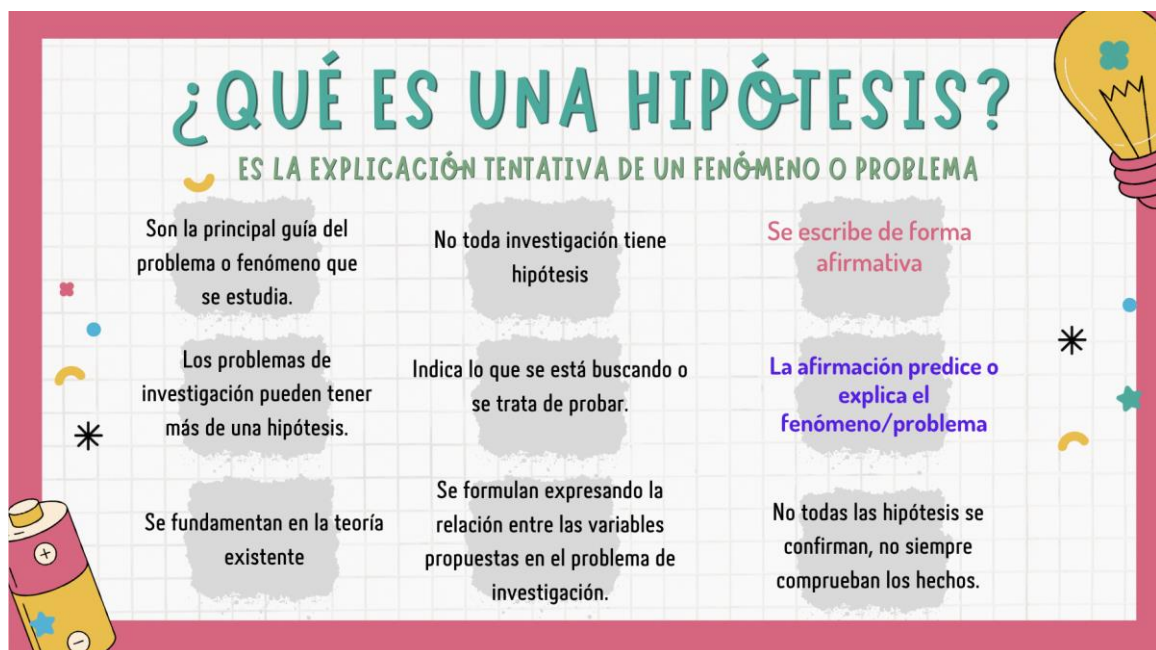 ¿QUÉ ES UNA HIPÓTESIS?
ES LA EXPLICACIÓN TENTATIVA DE UN FENÓMENO O PROBLEMA
Son la principal guía del
problema o fenómeno que
se estudia.
No toda investigación tiene
hipótesis
Se escribe de forma
afirmativa
Los problemas de
investigación pueden tener
más de una hipótesis.
Indica lo que se está buscando o
se trata de probar.
La afirmación predice o
explica el
fenómeno/problema
Se fundamentan en la teoría
existente
Se formulan expresando la
relación entre las variables
propuestas en el problema de
investigación.
No todas las hipótesis se
confirman, no siempre
comprueban los hechos.